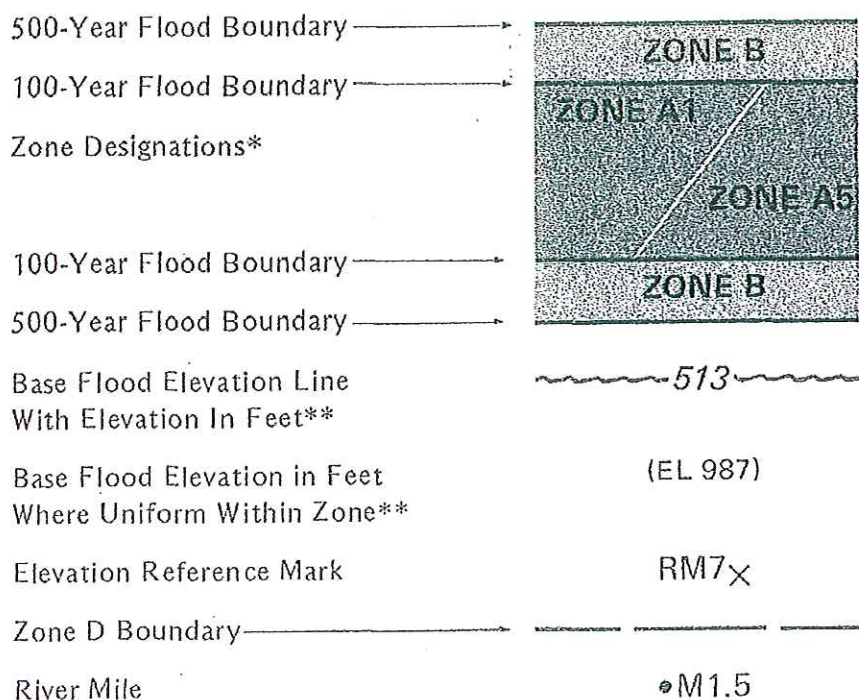 500-Year Flood Boundary
ZONE B
100-Year Flood Boundary
ZONE A1
Zone Designations*
ZONE A5
100-Year Flood Boundary
ZONE B
500-Year Flood Boundary
Base Flood Elevation Line
With Elevation In Feet**
513
Base Flood Elevation in Feet
Where Uniform Within Zone**
(EL 987)
Elevation Reference Mark
RM7×
Zone D Boundary
River Mile
•M1.5